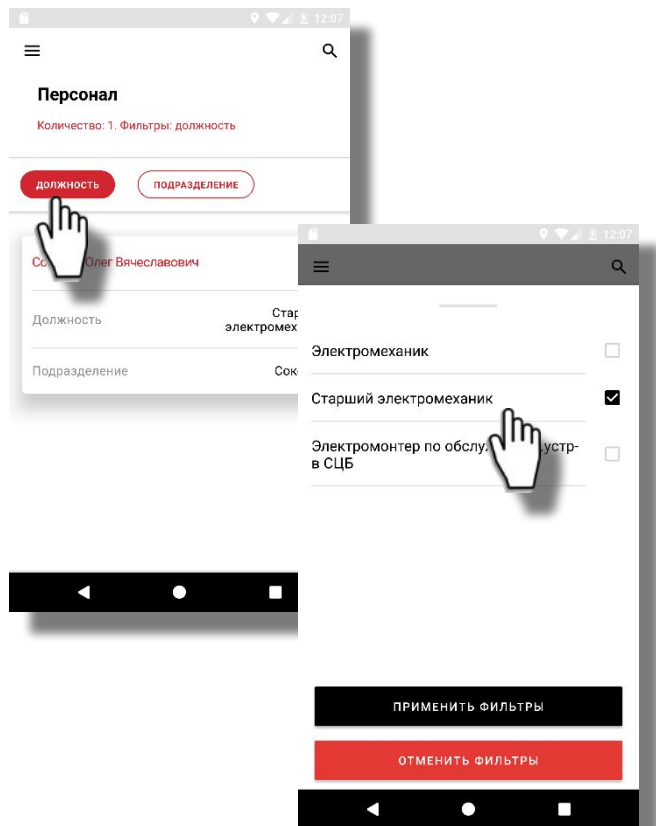 12:07
Персонал
Количество: 1. Фильтры: должность
ДОЛЖНОСТЬ ПОДРАЗДЕЛЕНИЕ
Олег Вячеславович
Должность
Подразделение
12:07
Электромеханик
Старший электромеханик
Электромонтер по устр-
в СЦБ
ПРИМЕНИТЬ ФИЛЬТРЫ
ОТМЕНИТЬ ФИЛЬТРЫ